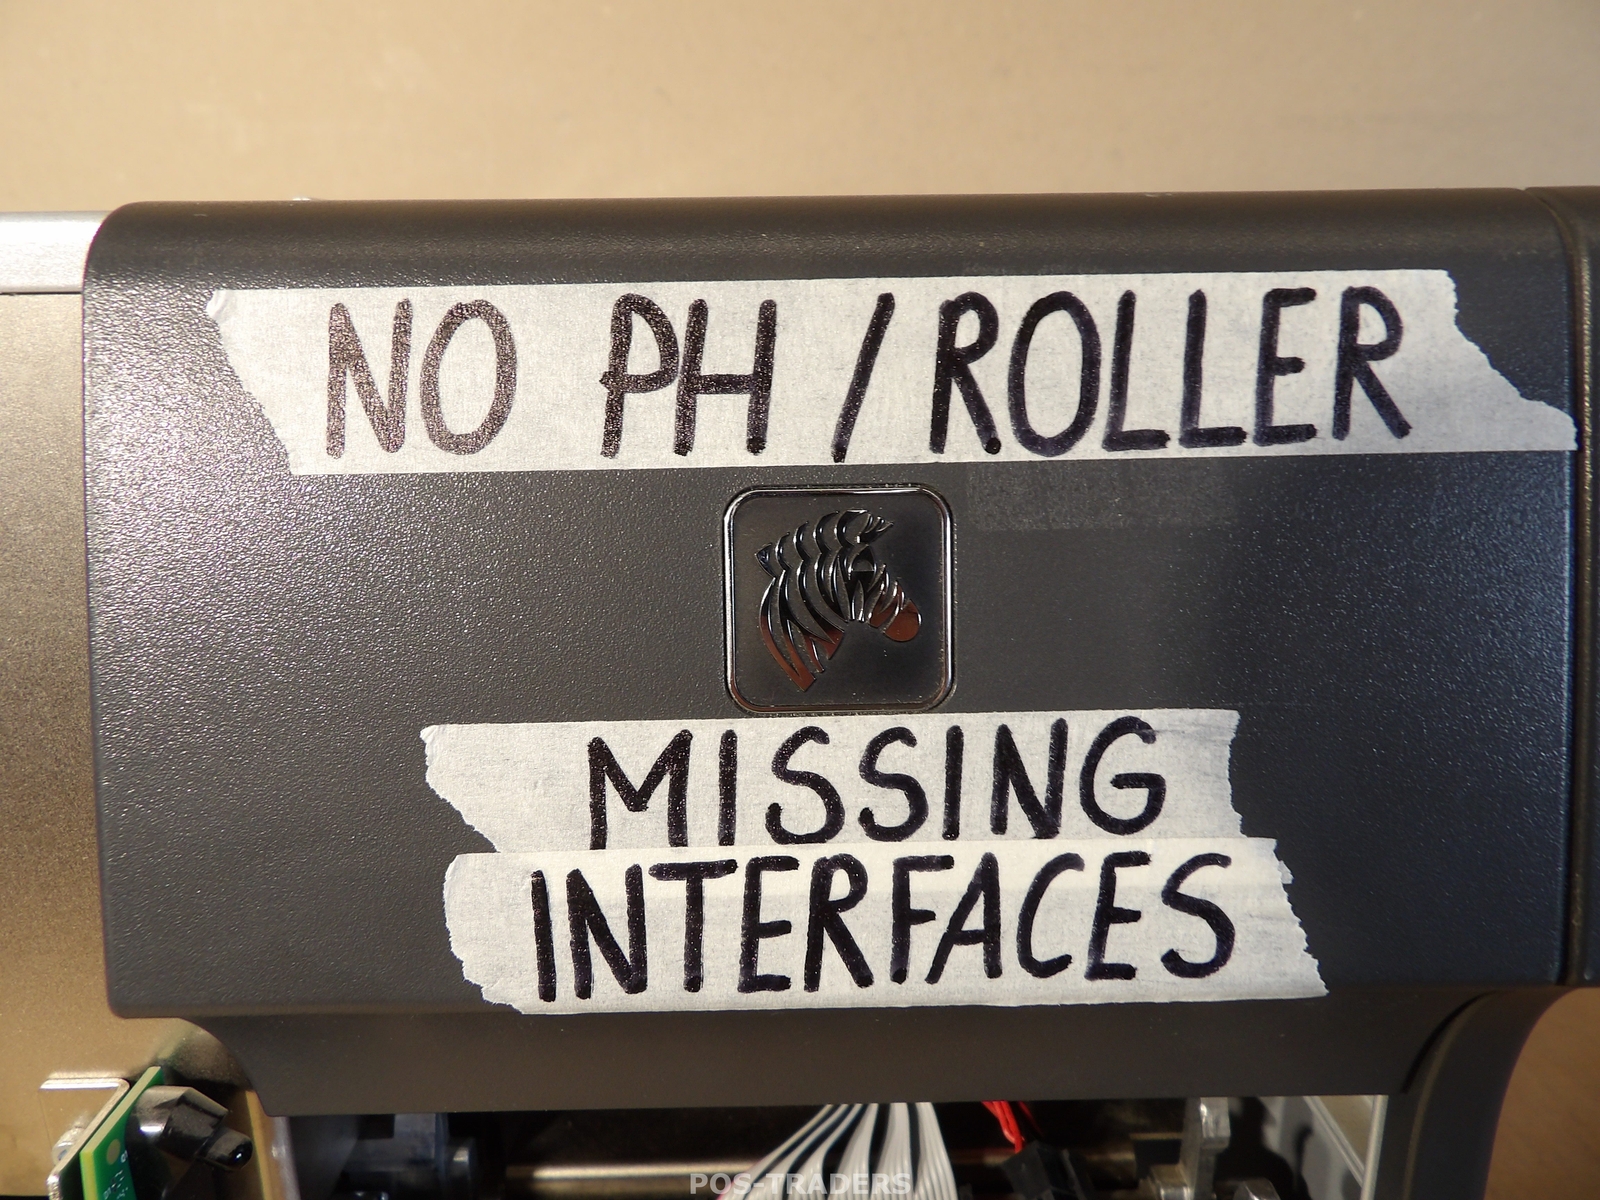 NO PH / ROLLER
MISSING
INTERFACES
POS-TRADERS